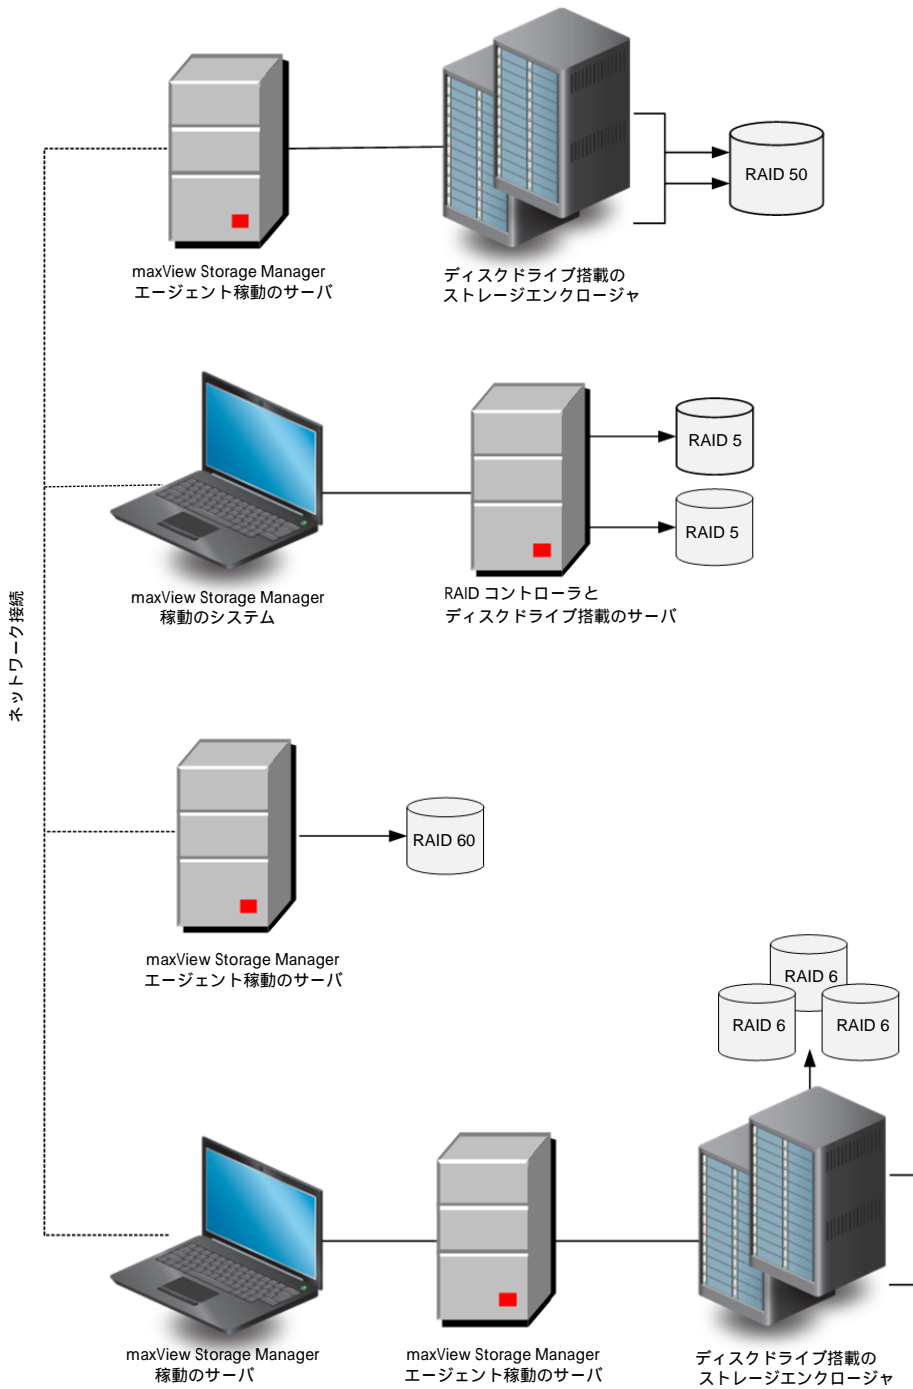 RAID 50
maxView Storage Manager
エージェント稼動のサーバ
ディスクドライブ搭載の
ストレージエンクロージャ
RAID 5
RAID 5
maxView Storage Manager
稼動のシステム
RAID コントローラと
ディスクドライブ搭載のサーバ
ネットワーク接続
RAID 60
maxView Storage Manager
エージェント稼動のサーバ
RAID 6
RAID 6
RAID 6
maxView Storage Manager
稼動のサーバ
maxView Storage Manager
エージェント稼動のサーバ
ディスクドライブ搭載の
ストレージエンクロージャ